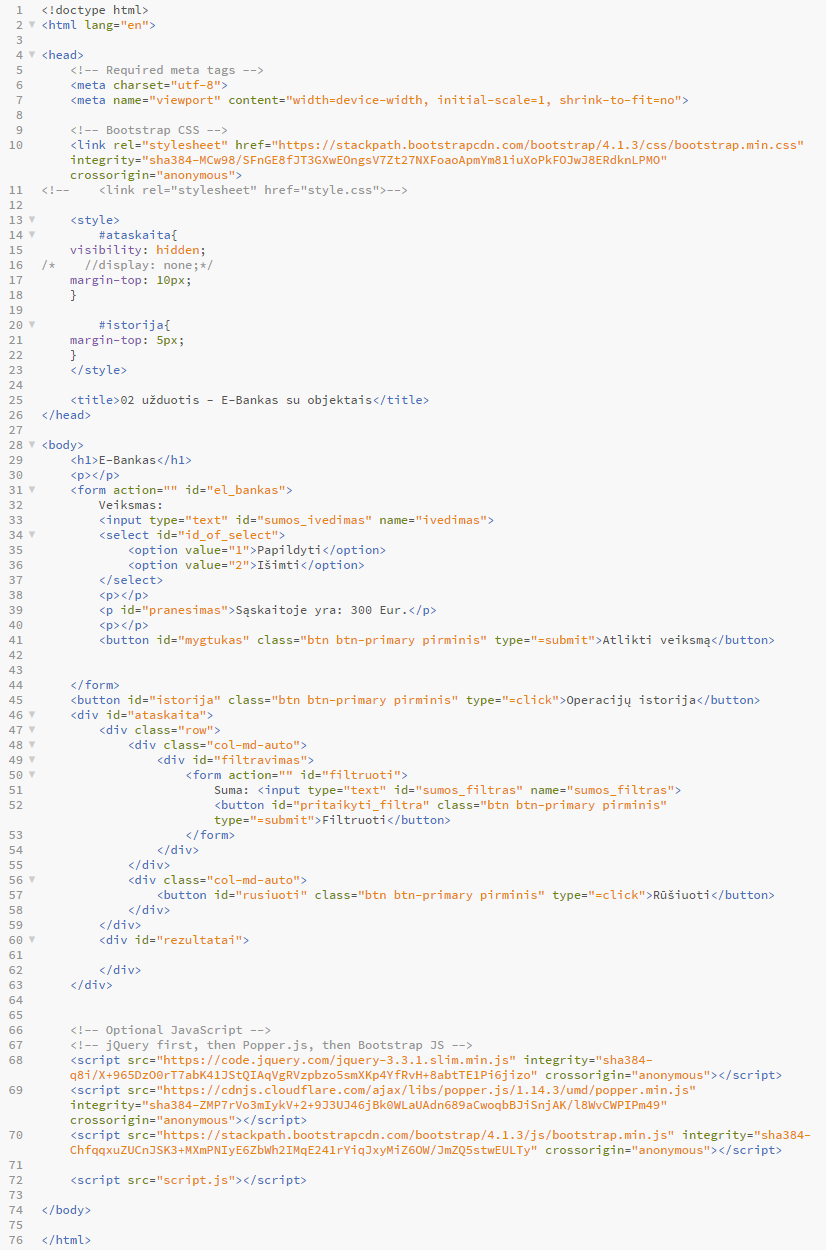 1 <!doctype html>
2 <html lang="en">
3
4 <head>
5 <!-- Required meta tags -->
6 <meta charset="utf-8">
7 <meta name="viewport" content="width=device-width, initial-scale=1, shrink-to-fit=no">
8
9 <!-- Bootstrap CSS -->
10 <link rel="stylesheet" href="https://stackpath.bootstrapcdn.com/bootstrap/4.1.3/css/bootstrap.min.css"
integrity="sha384-MCw98/SFnGE8fJT3GXwEOngsV7Zt27NXFoaoApmYm81iuXoPkFOJwJ8ERdknLPMO"
crossorigin="anonymous">
11 <!-- <link rel="stylesheet" href="style.css">-->
12
13 <style>
14 #ataskaita{
15 visibility: hidden;
16 /* //display: none;*/
17 margin-top: 10px;
18 }
19
20 #istorija{
21 margin-top: 5px;
22 }
23 </style>
24
25 <title>02 užduotis - E-Bankas su objektais</title>
26 </head>
27
28 <body>
29 <h1>E-Bankas</h1>
30 <p></p>
31 <form action="" id="el_bankas">
32 Veiksmas:
33 <input type="text" id="sumos_ivedimas" name="ivedimas">
34 <select id="id_of_select">
35 <option value="1">Papildyti</option>
36 <option value="2">Išimti</option>
37 </select>
38 <p></p>
39 <p id="pranesimas">Sąskaitoje yra: 300 Eur.</p>
40 <p></p>
41 <button id="mygtukas" class="btn btn-primary pirminis" type="=submit">Atlikti veiksmą</button>
42
43
44 </form>
45 <button id="istorija" class="btn btn-primary pirminis" type="=click">Operacijų istorija</button>
46 <div id="ataskaita">
47 <div class="row">
48 <div class="col-md-auto">
49 <div id="filtravimas">
50 <form action="" id="filtruoti">
51 Suma: <input type="text" id="sumos_filtras" name="sumos_filtras">
52 <button id="pritaikyti_filtra" class="btn btn-primary pirminis"
type="=submit">Filtruoti</button>
53 </form>
54 </div>
55 </div>
56 <div class="col-md-auto">
57 <button id="rusiuoti" class="btn btn-primary pirminis" type="=click">Rūšiuoti</button>
58 </div>
59 </div>
60 <div id="rezultatai">
61
62 </div>
63 </div>
64
65
66 <!-- Optional JavaScript -->
67 <!-- jQuery first, then Popper.js, then Bootstrap JS -->
68 <script src="https://code.jquery.com/jquery-3.3.1.slim.min.js" integrity="sha384-
q8i/X+965DzO0rT7abK41JStQIAqVgRVzpbzo5smXKp4YfRvH+8abtTE1Pi6jizo" crossorigin="anonymous"></script>
69 <script src="https://cdnjs.cloudflare.com/ajax/libs/popper.js/1.14.3/umd/popper.min.js"
integrity="sha384-ZMP7rVo3mIykV+2+9J3UJ46jBk0WLaUAdn689aCwoqbBJiSnjAK/l8WvCWPIPm49"
crossorigin="anonymous"></script>
70 <script src="https://stackpath.bootstrapcdn.com/bootstrap/4.1.3/js/bootstrap.min.js" integrity="sha384-
ChfqqxuZUCnJSK3+MXmPNIyE6ZbWh2IMqE241rYiqJxyMiZ6OW/JmZQ5stwEULTy" crossorigin="anonymous"></script>
71
72 <script src="script.js"></script>
73
74 </body>
75
76 </html>